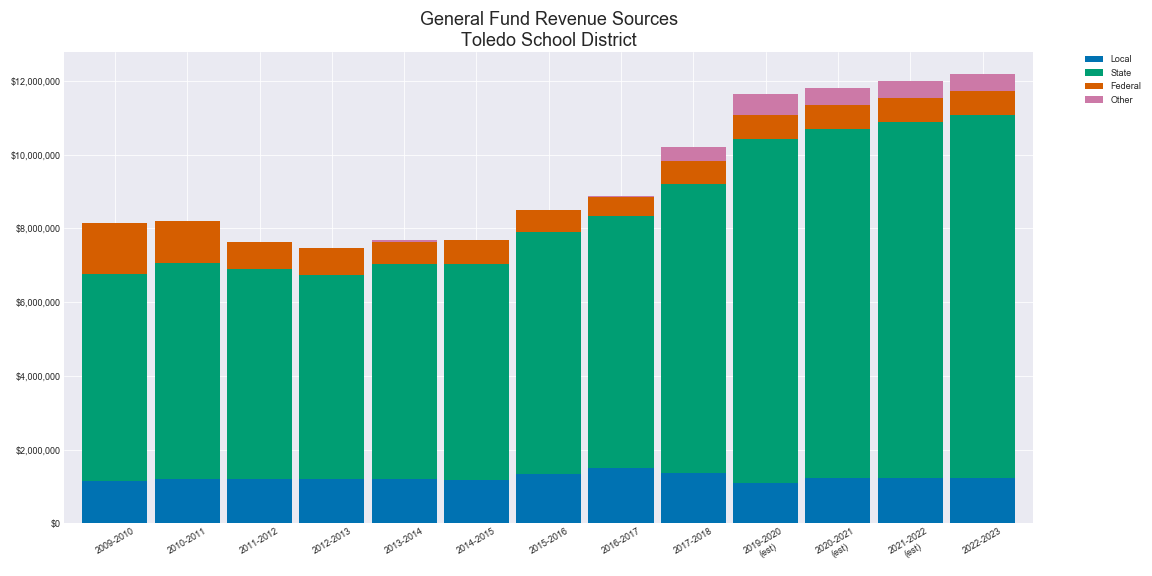 General Fund Revenue Sources
Toledo School District
Local
State
Federal
Other
$12,000,000
$10,000,000
$8,000,000
$6,000,000
$4,000,000
$2,000,000
$0
2009-2010
2010-2011
2011-2012
2012-2013
2013-2014
2014-2015
2015-2016
2016-2017
2017-2018
2019-2020
(est)
2020-2021
(est)
2021-2022
(est)
2022-2023